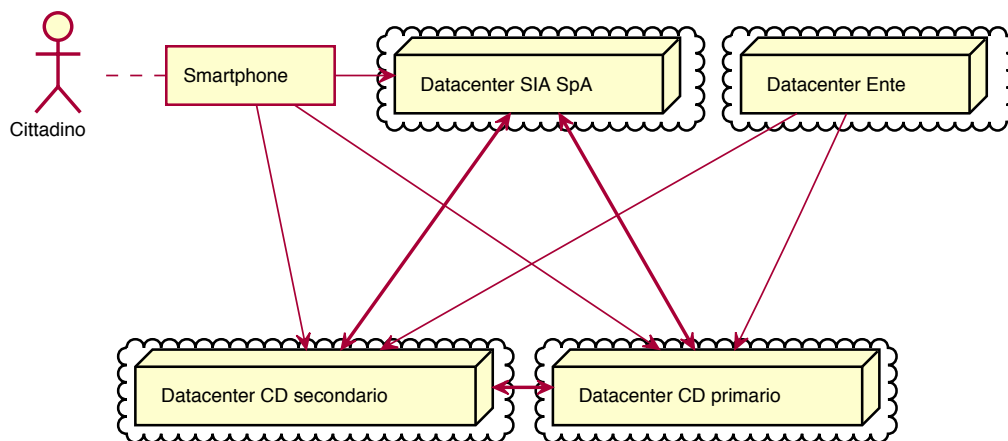 Smartphone
Datacenter SIA SpA
Datacenter Ente
Cittadino
Datacenter CD secondario
Datacenter CD primario